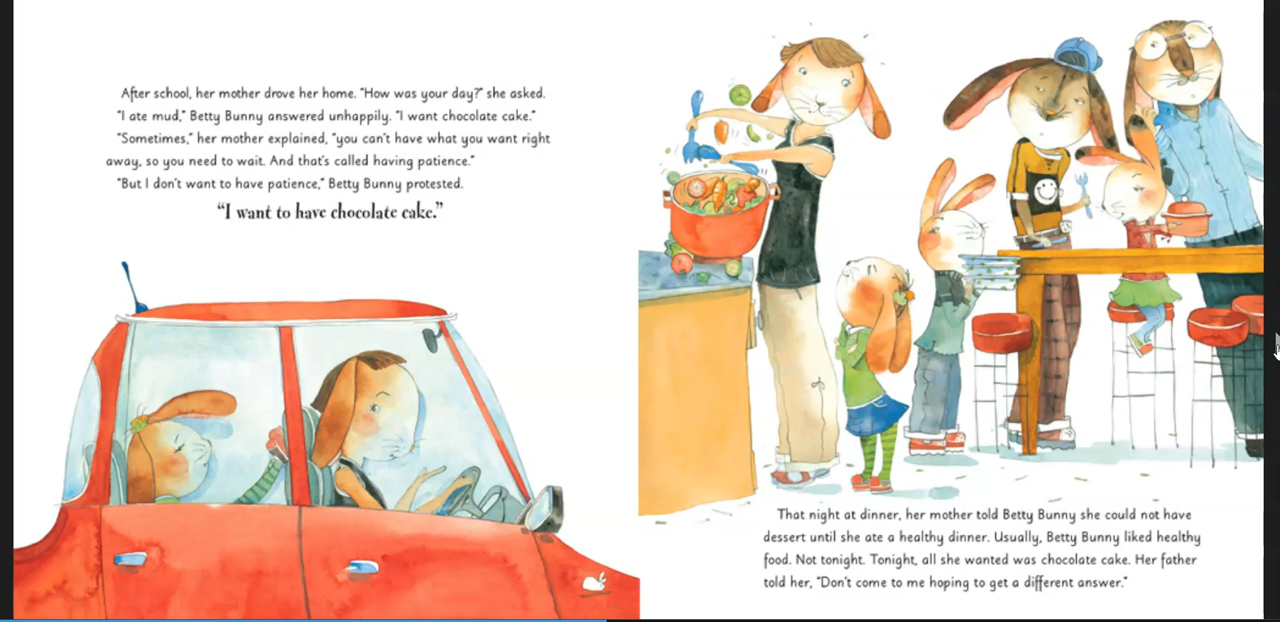 After school, her mother drove her home. "How was your day?" she asked.
"I ate mud," Betty Bunny answered unhappily. "I want chocolate cake."
"Sometimes," her mother explained, "you can't have what you want right
away, so you need to wait. And that's called having patience."
"But I don't want to have patience," Betty Bunny protested.
"I want to have chocolate cake."
That night at dinner, her mother told Betty Bunny she could not have
dessert until she ate a healthy dinner. Usually, Betty Bunny liked healthy
food. Not tonight. Tonight, all she wanted was chocolate cake. Her father
told her, "Don't come to me hoping to get a different answer."